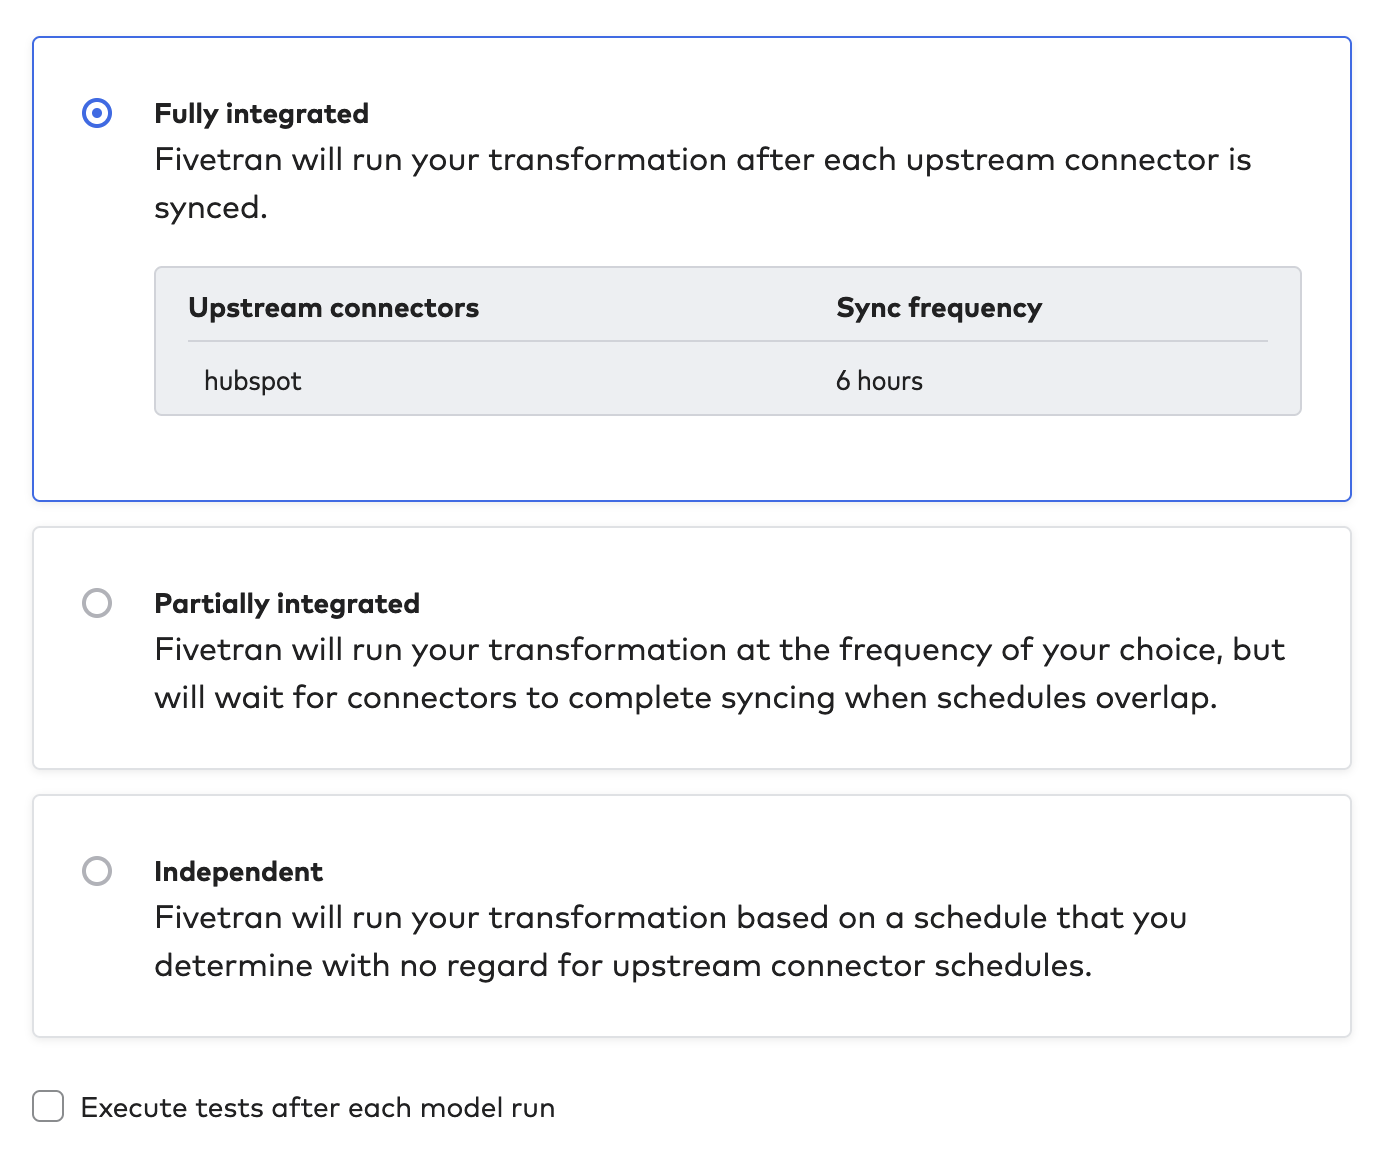 Fully integrated
Fivetran will run your transformation after each upstream connector is
synced.
Upstream connectors Sync frequency
hubspot 6 hours
Partially integrated
Fivetran will run your transformation at the frequency of your choice, but
will wait for connectors to complete syncing when schedules overlap.
Independent
Fivetran will run your transformation based on a schedule that you
determine with no regard for upstream connector schedules.
Execute tests after each model run